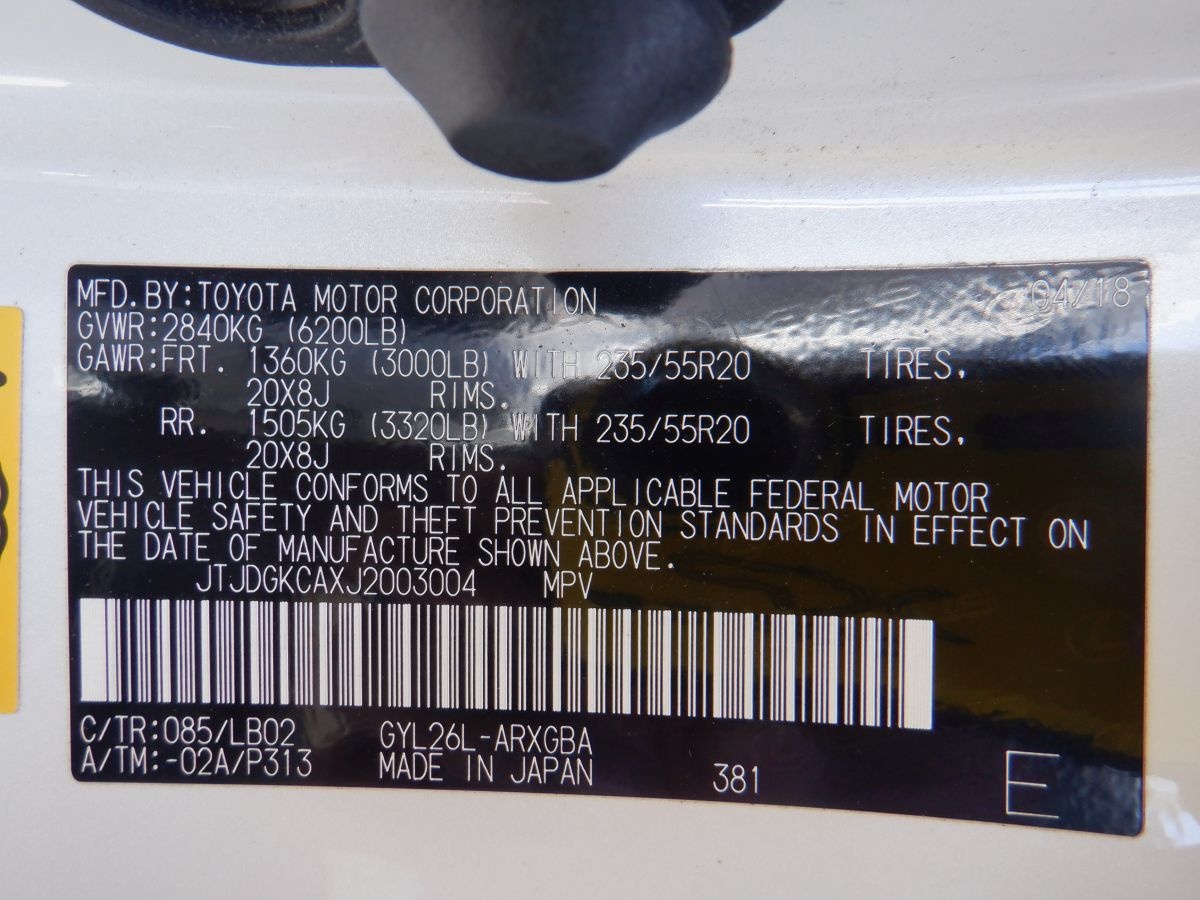 MFD.BY:TOYOTA MOTOR CORPORATION 04/18
GVWR:2840KG (6200LB)
GAWR:FRT. 1360KG (3000LB) WITH 235/55R20 TIRES,
20X8J RIMS.
RR. 1505KG (3320LB) WITH 235/55R20 TIRES,
20X8J RIMS.
THIS VEHICLE CONFORMS TO ALL APPLICABLE FEDERAL MOTOR
VEHICLE SAFETY AND THEFT PREVENTION STANDARDS IN EFFECT ON
THE DATE OF MANUFACTURE SHOWN ABOVE.
JTJDGKCAXJ2003004 MPV
C/TR:085/LB02 GYL26L-ARXGBA
A/TM:-02A/P313 MADE IN JAPAN 381 E